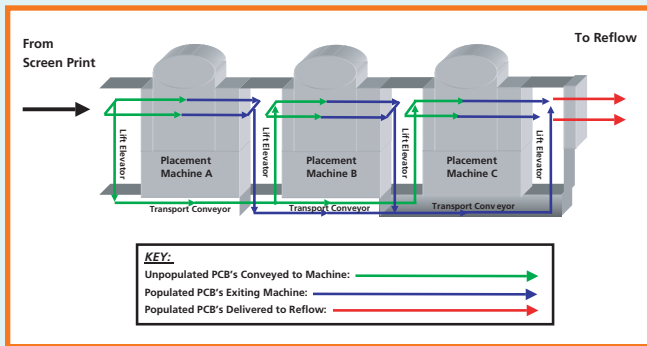 From
Screen Print
To Reflow
Lift Elevator
Placement
Machine A
Lift Elevator
Placement
Machine B
Lift Elevator
Placement
Machine C
Lift Elevator
Transport Conveyor
Transport Conveyor
Transport Conveyor
KEY:
Unpopulated PCB's Conveyed to Machine:
Populated PCB's Exiting Machine:
Populated PCB's Delivered to Reflow: